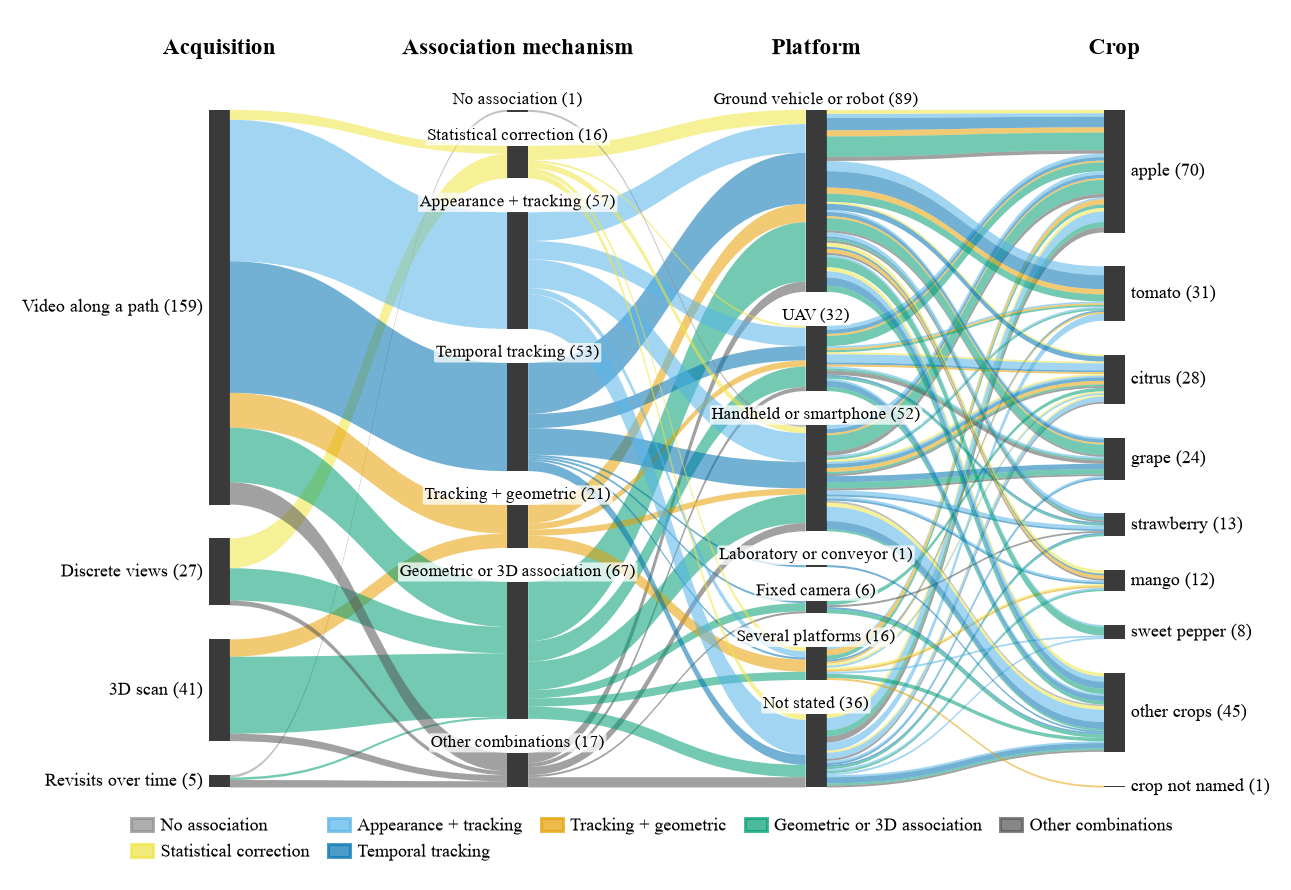 Acquisition
Association mechanism
Platform
Crop
No association (1)
Ground vehicle or robot (89)
Statistical correction (16)
apple (70)
Appearance + tracking (57)
tomato (31)
Video along a path (159)
UAV (32)
Temporal tracking (53)
citrus (28)
Handheld or smartphone (52)
grape (24)
Tracking + geometric (21)
strawberry (13)
Laboratory or conveyor (1)
Discrete views (27)
Geometric or 3D association (67)
mango (12)
Fixed camera (6)
sweet pepper (8)
Several platforms (16)
3D scan (41)
Not stated (36)
other crops (45)
Other combinations (17)
Revisits over time (5)
crop not named (1)
No association
Appearance + tracking
Tracking + geometric
Geometric or 3D association
Other combinations
Statistical correction
Temporal tracking